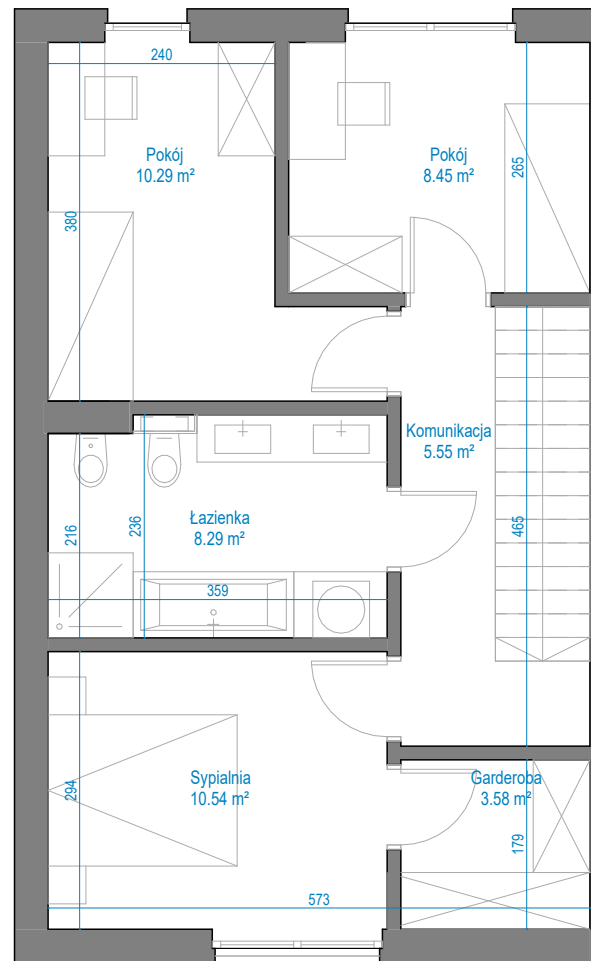 240
Pokój
10.29 m²
380
Pokój
8.45 m²
265
Komunikacja
5.55 m²
465
Łazienka
8.29 m²
216
236
359
Sypialnia
10.54 m²
294
Garderoba
3.58 m²
179
573